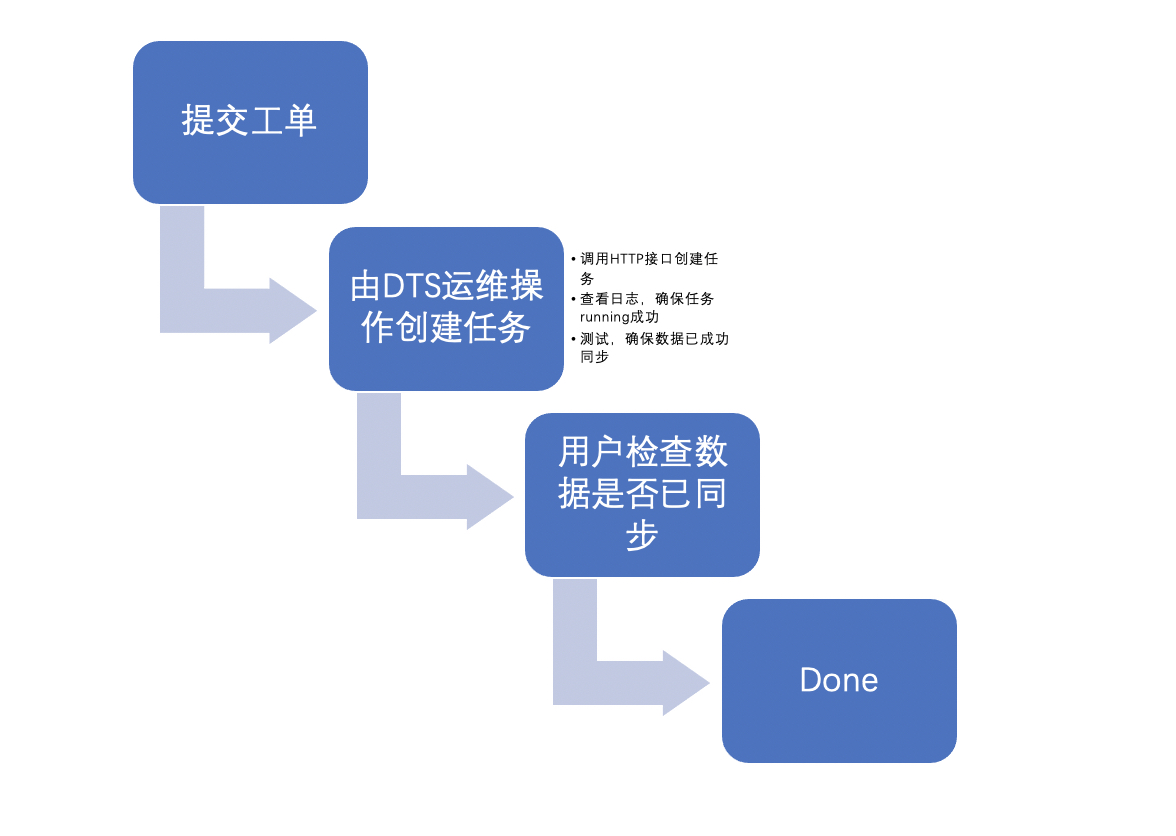 提交工单
由DTS运维操
作创建任务
• 调用HTTP接口创建任
务
• 查看日志，确保任务
running成功
• 测试，确保数据已成功
同步
用户检查数
据是否已同
步
Done